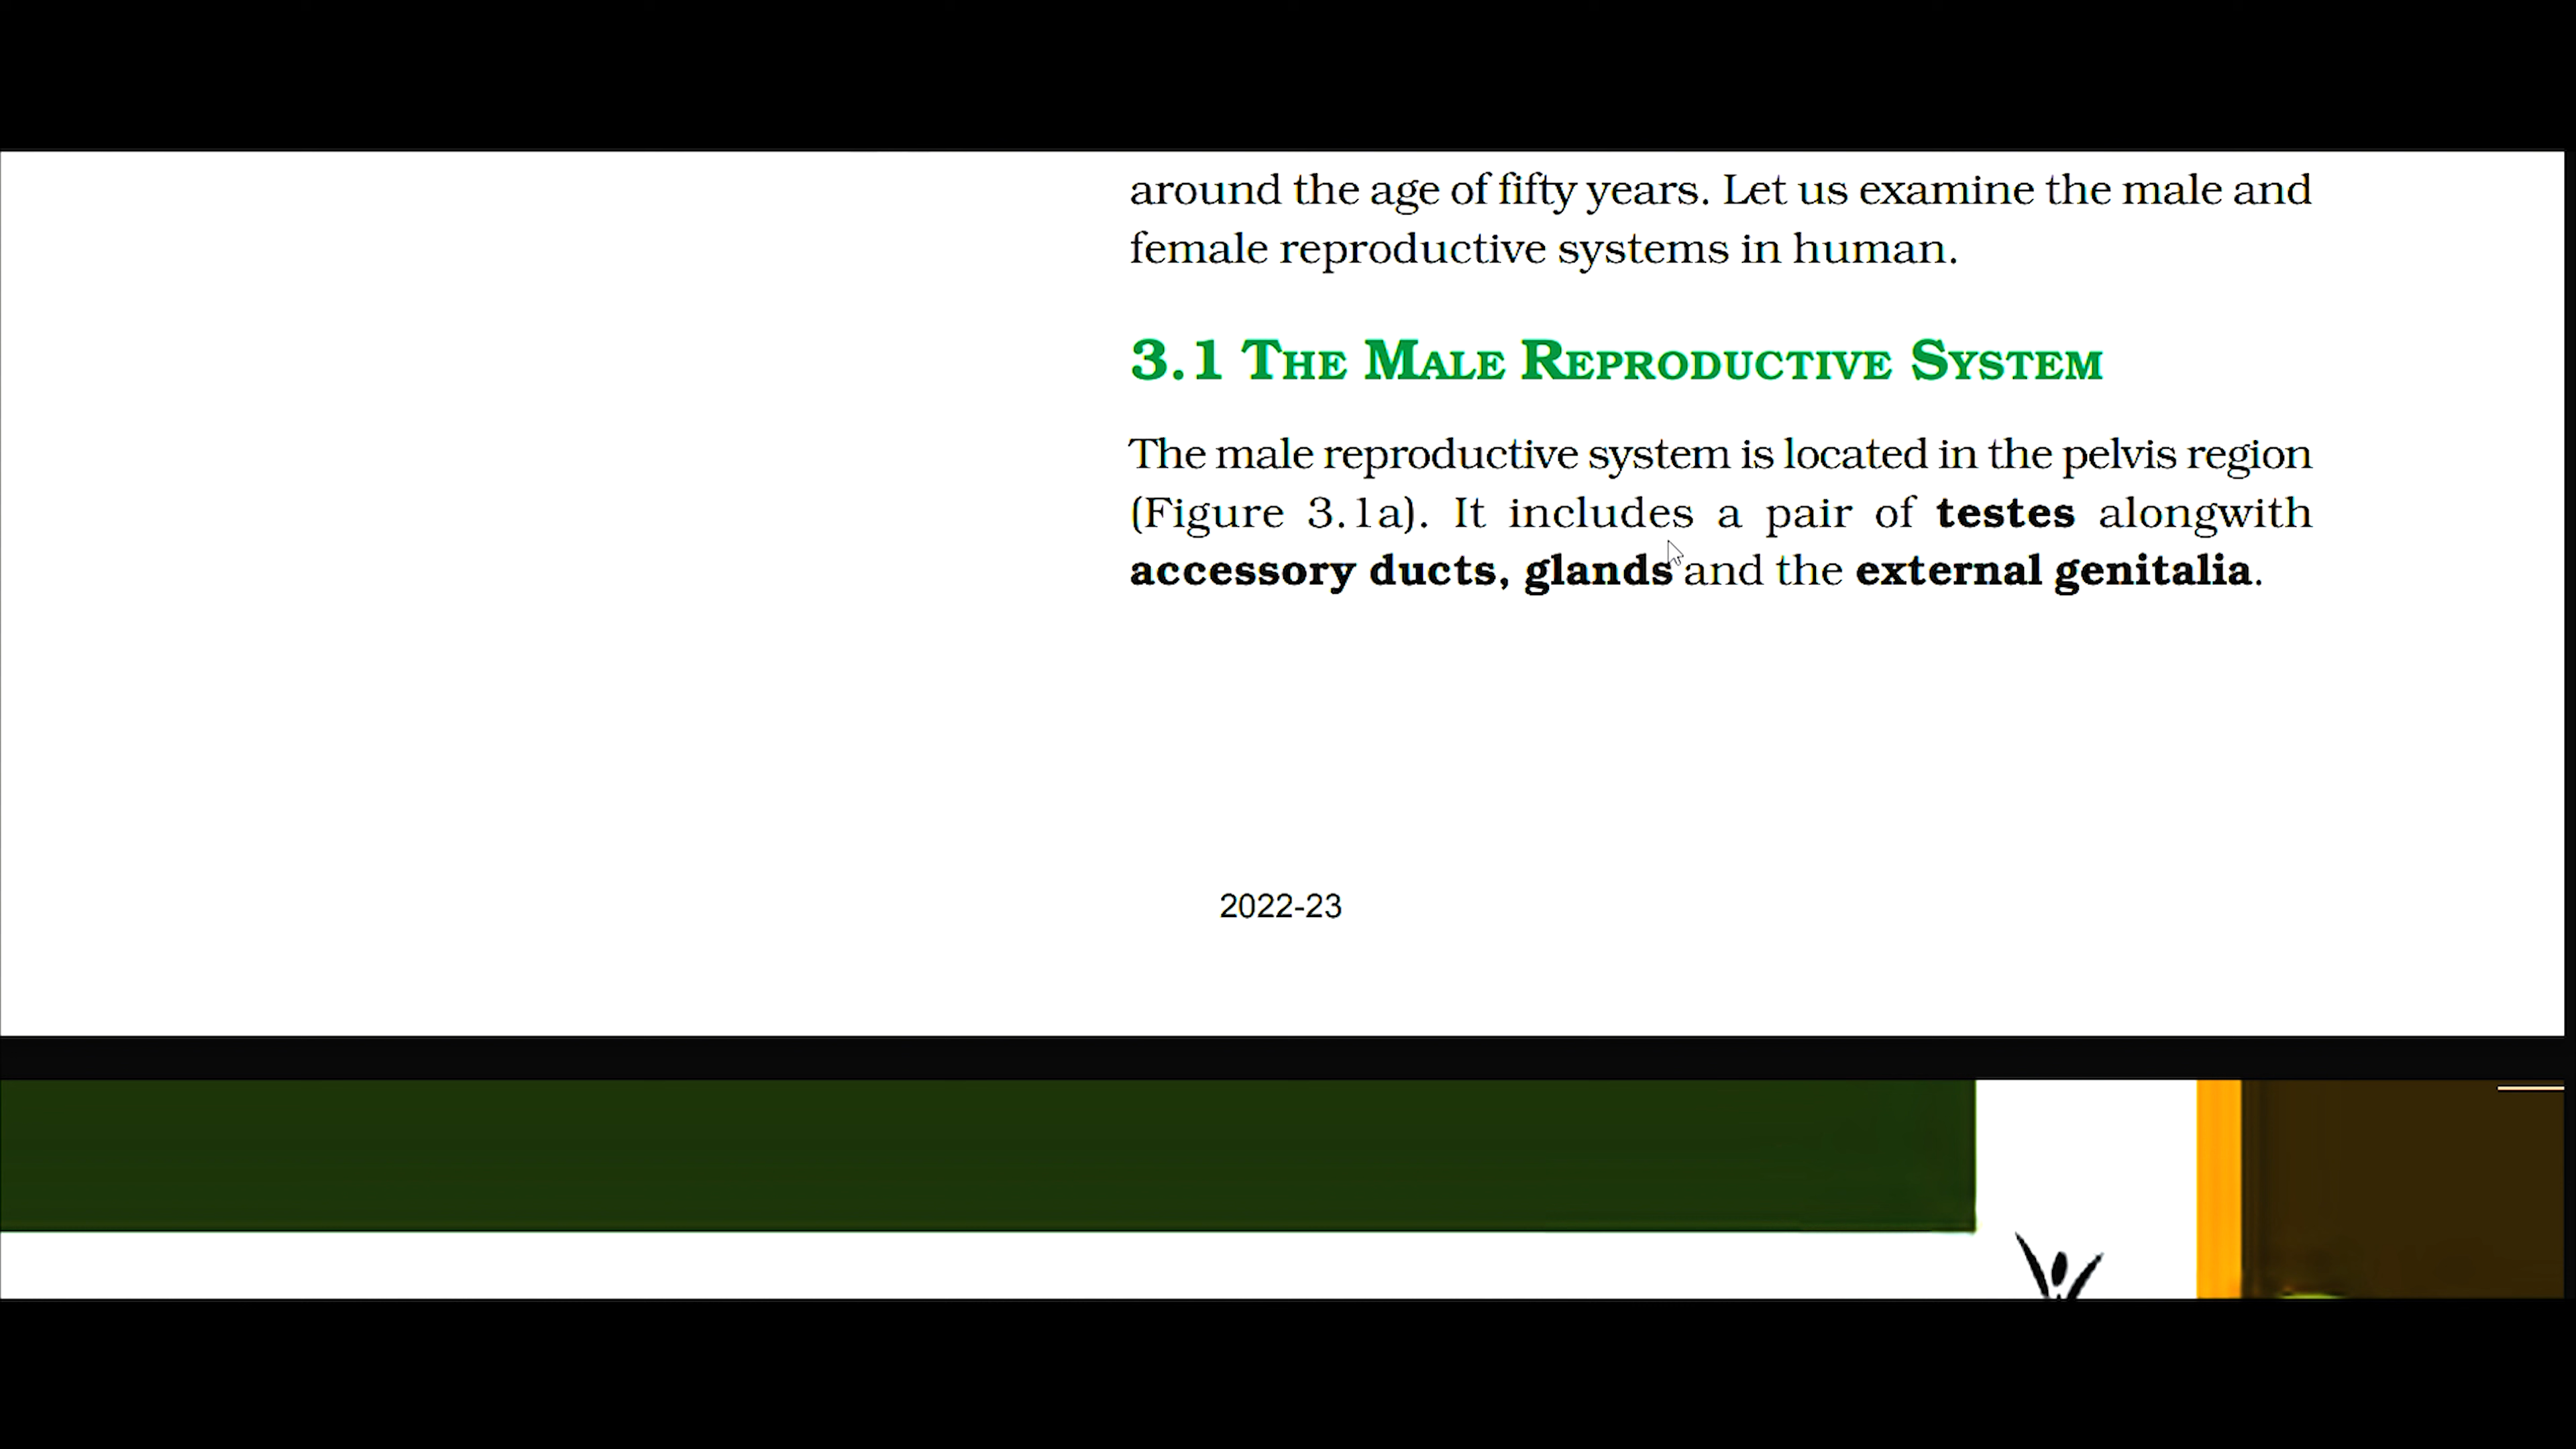 around the age of fifty years. Let us examine the male and
female reproductive systems in human.
3.1 THE MALE REPRODUCTIVE SYSTEM
The male reproductive system is located in the pelvis region
(Figure 3.1a). It includes a pair of testes alongwith
accessory ducts, glands and the external genitalia.
2022-23